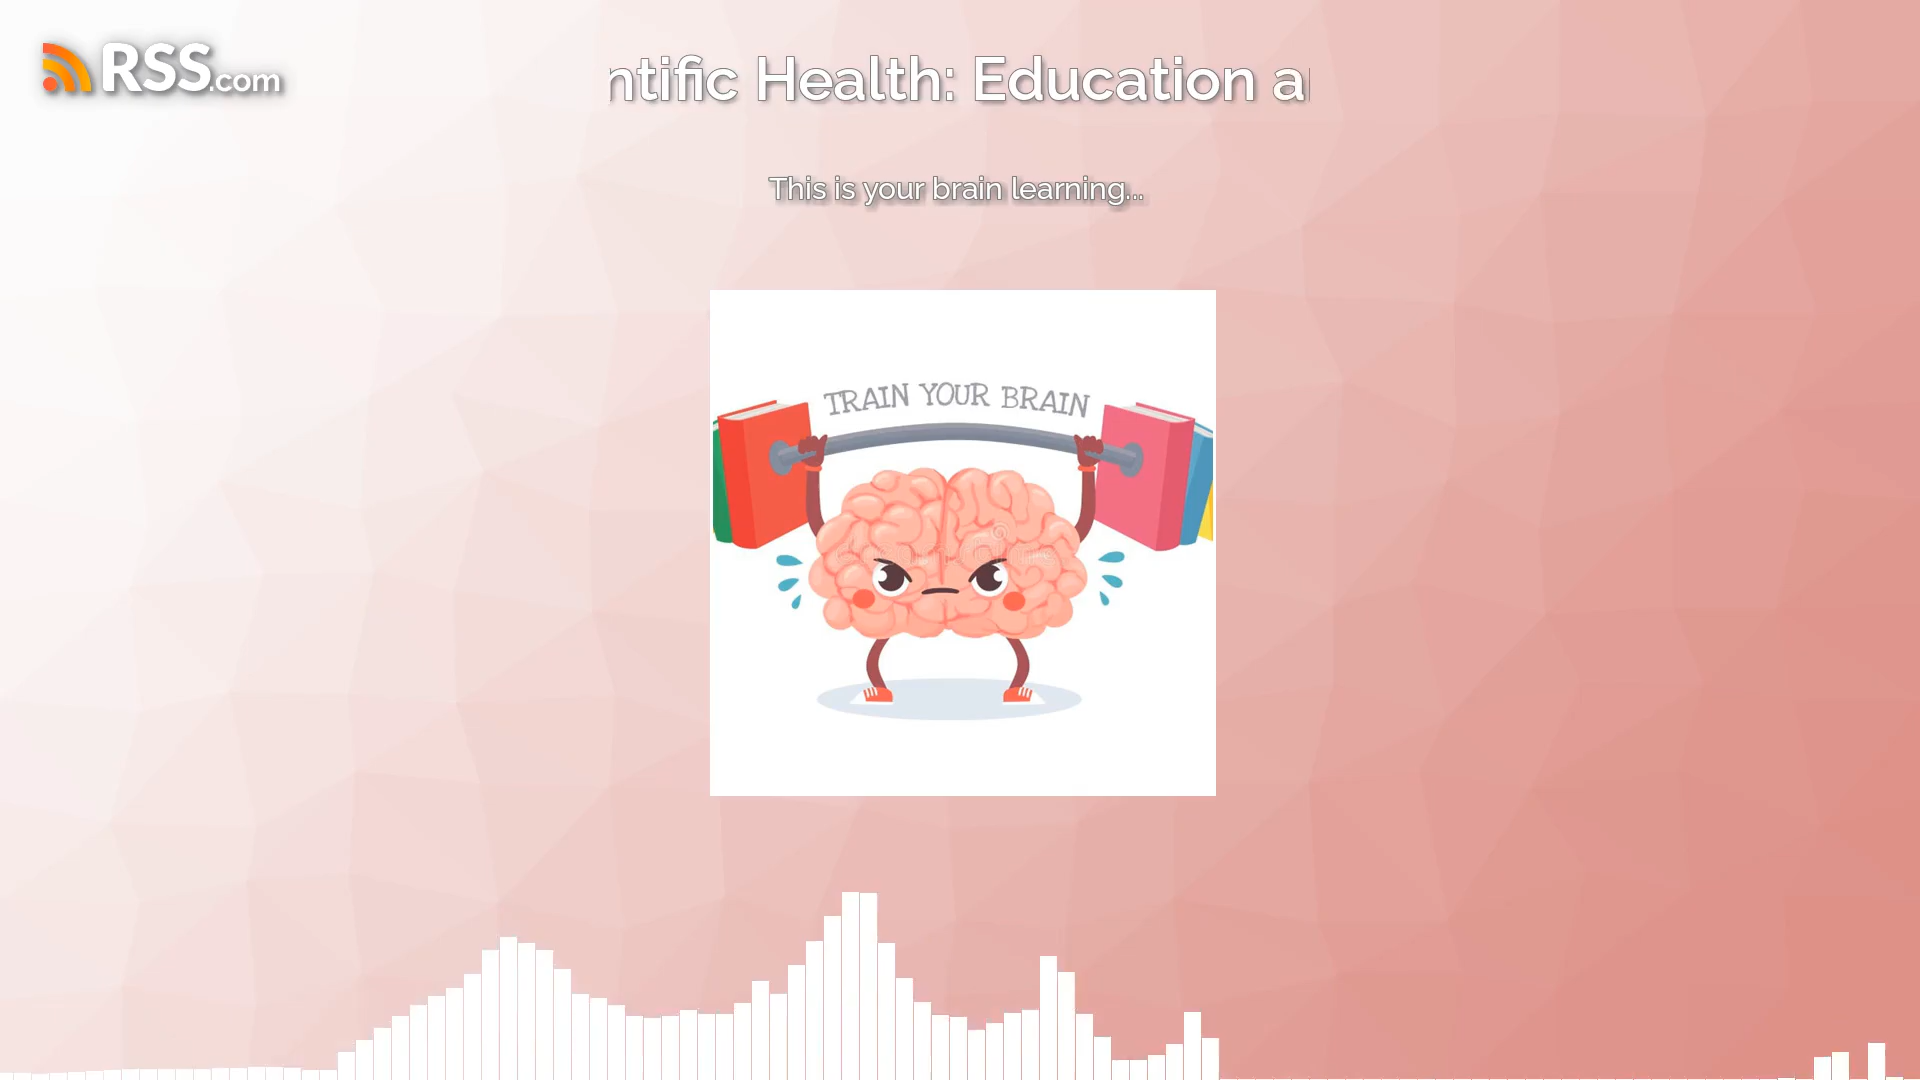 RSS.com
ntific Health: Education a
This is your brain learning...
TRAIN YOUR BRAIN